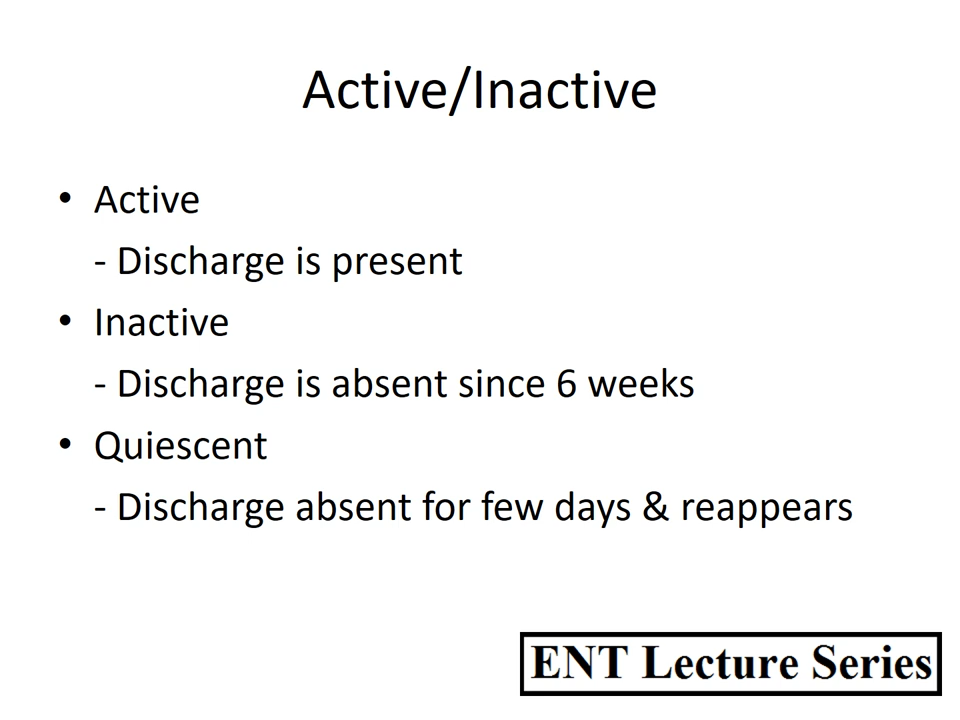 Active/Inactive
• Active
- Discharge is present
• Inactive
- Discharge is absent since 6 weeks
• Quiescent
- Discharge absent for few days & reappears
ENT Lecture Series